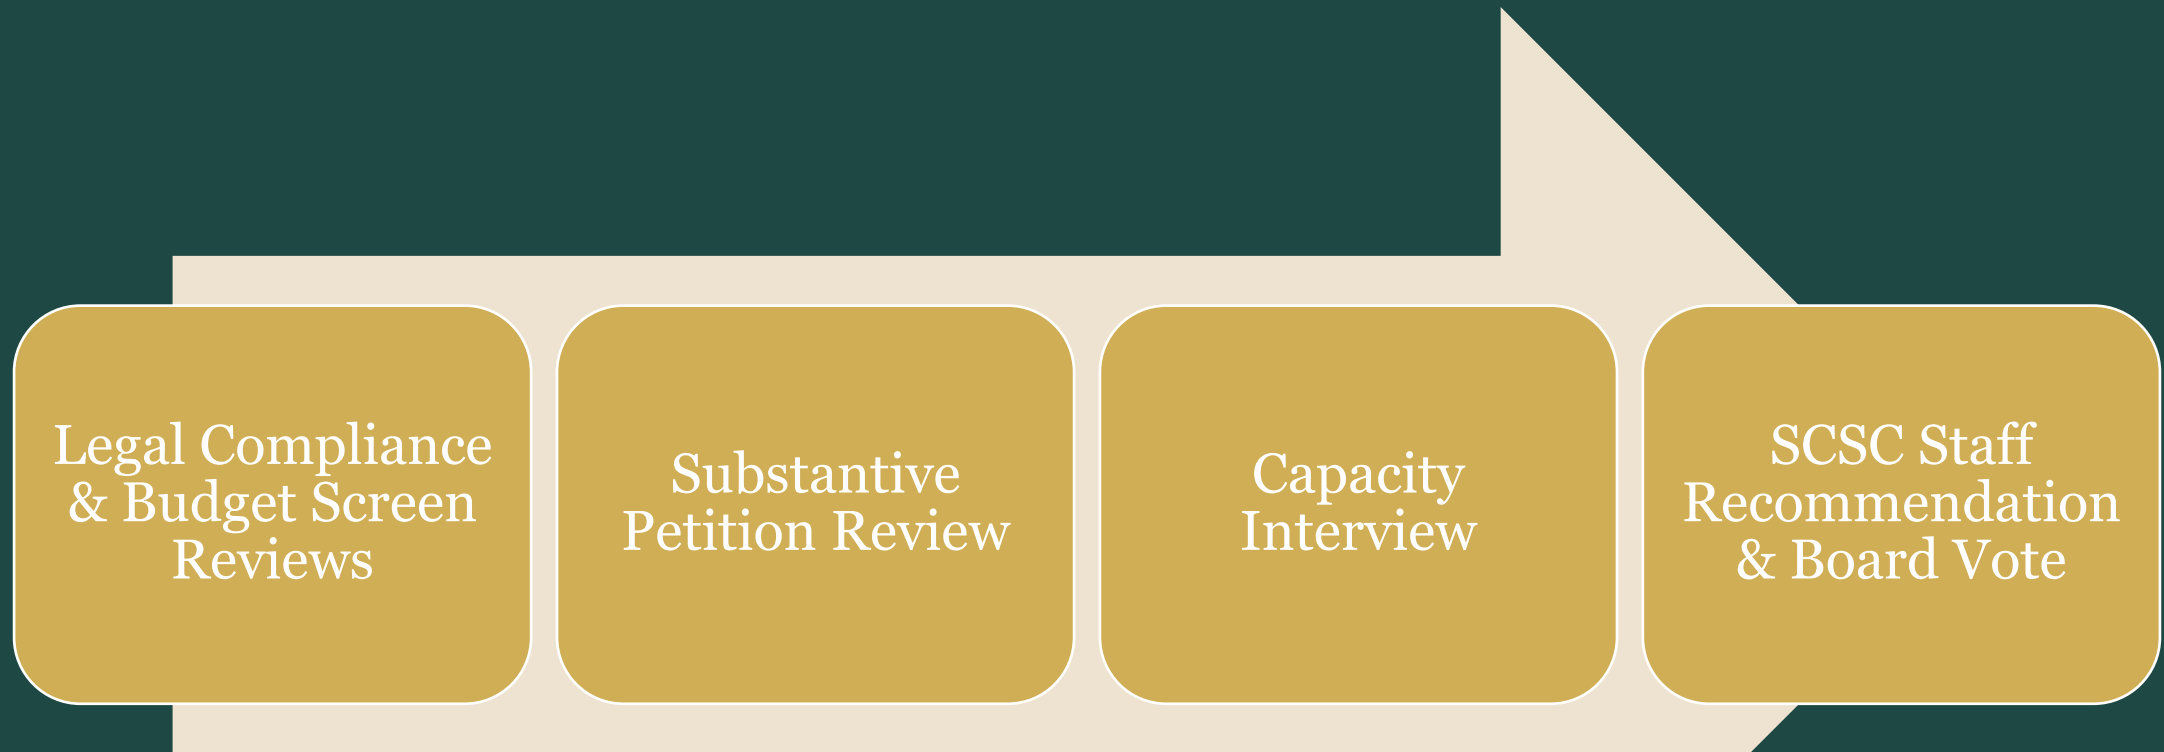 Legal Compliance
& Budget Screen
Reviews
Substantive
Petition Review
Capacity
Interview
SCSC Staff
Recommendation
& Board Vote